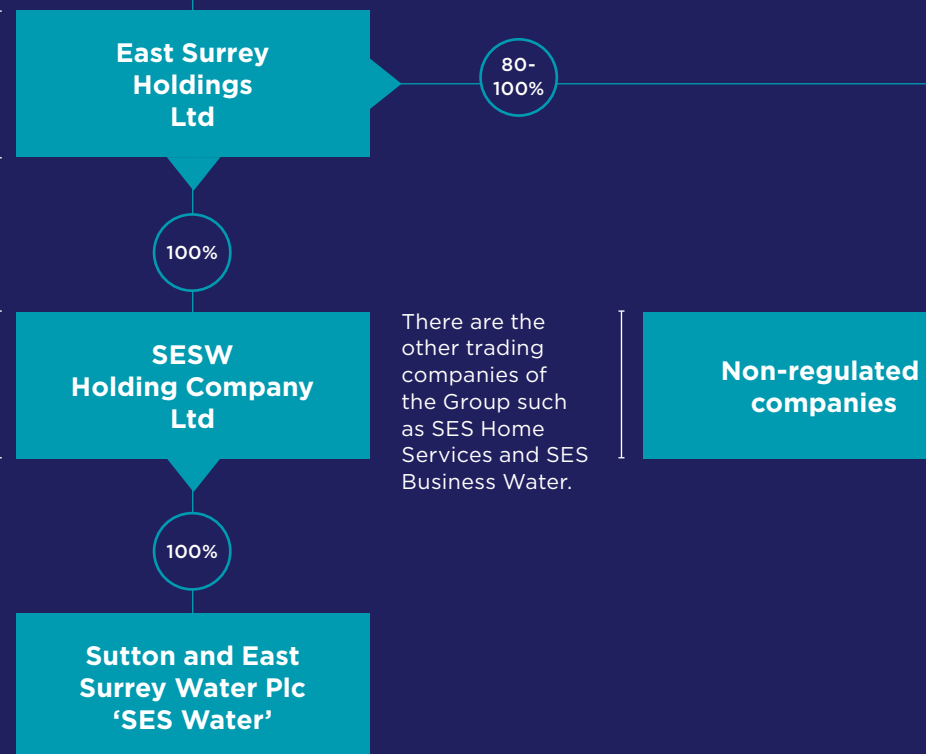 East Surrey
Holdings
Ltd
80-
100%
100%
SESW
Holding Company
Ltd
There are the
other trading
companies of
the Group such
as SES Home
Services and SES
Business Water.
Non-regulated
companies
100%
Sutton and East
Surrey Water Plc
‘SES Water’